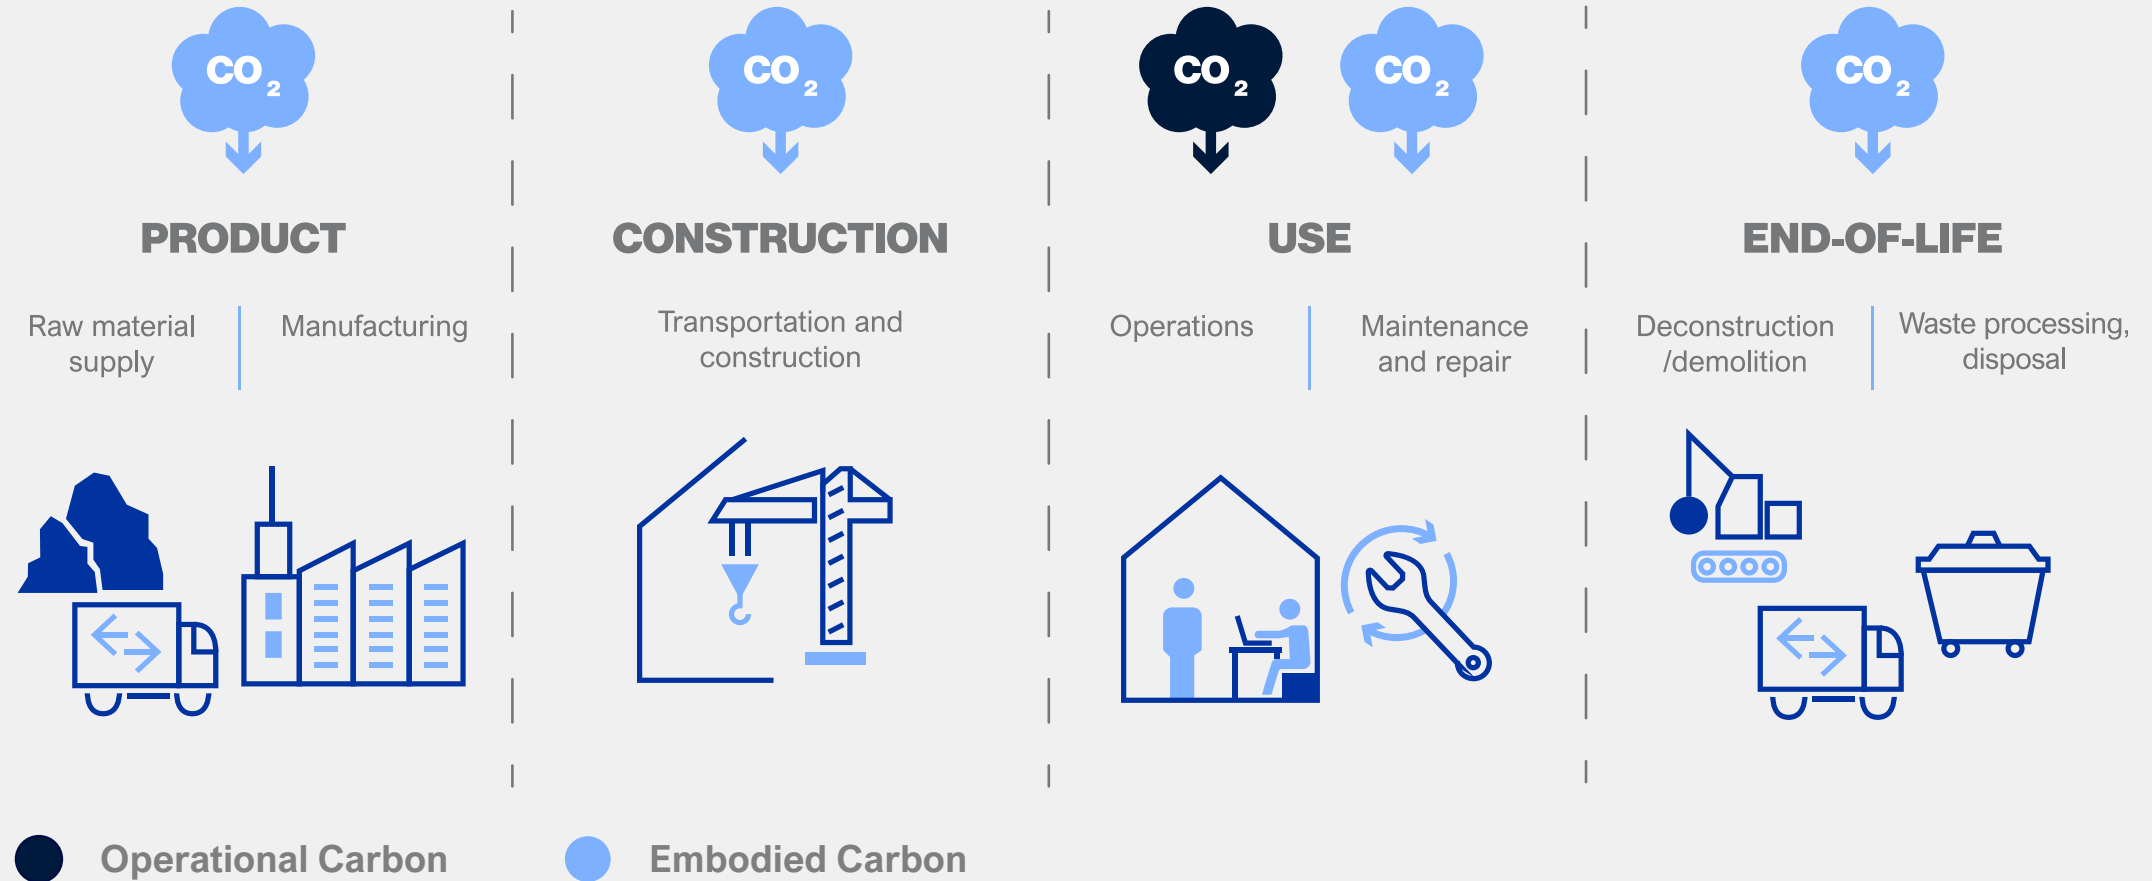 CO2
CO2
CO2
CO2
CO2
PRODUCT
CONSTRUCTION
USE
END-OF-LIFE
Raw material
supply
Manufacturing
Transportation and
construction
Operations
Maintenance
and repair
Deconstruction
/demolition
Waste processing,
disposal
Operational Carbon
Embodied Carbon